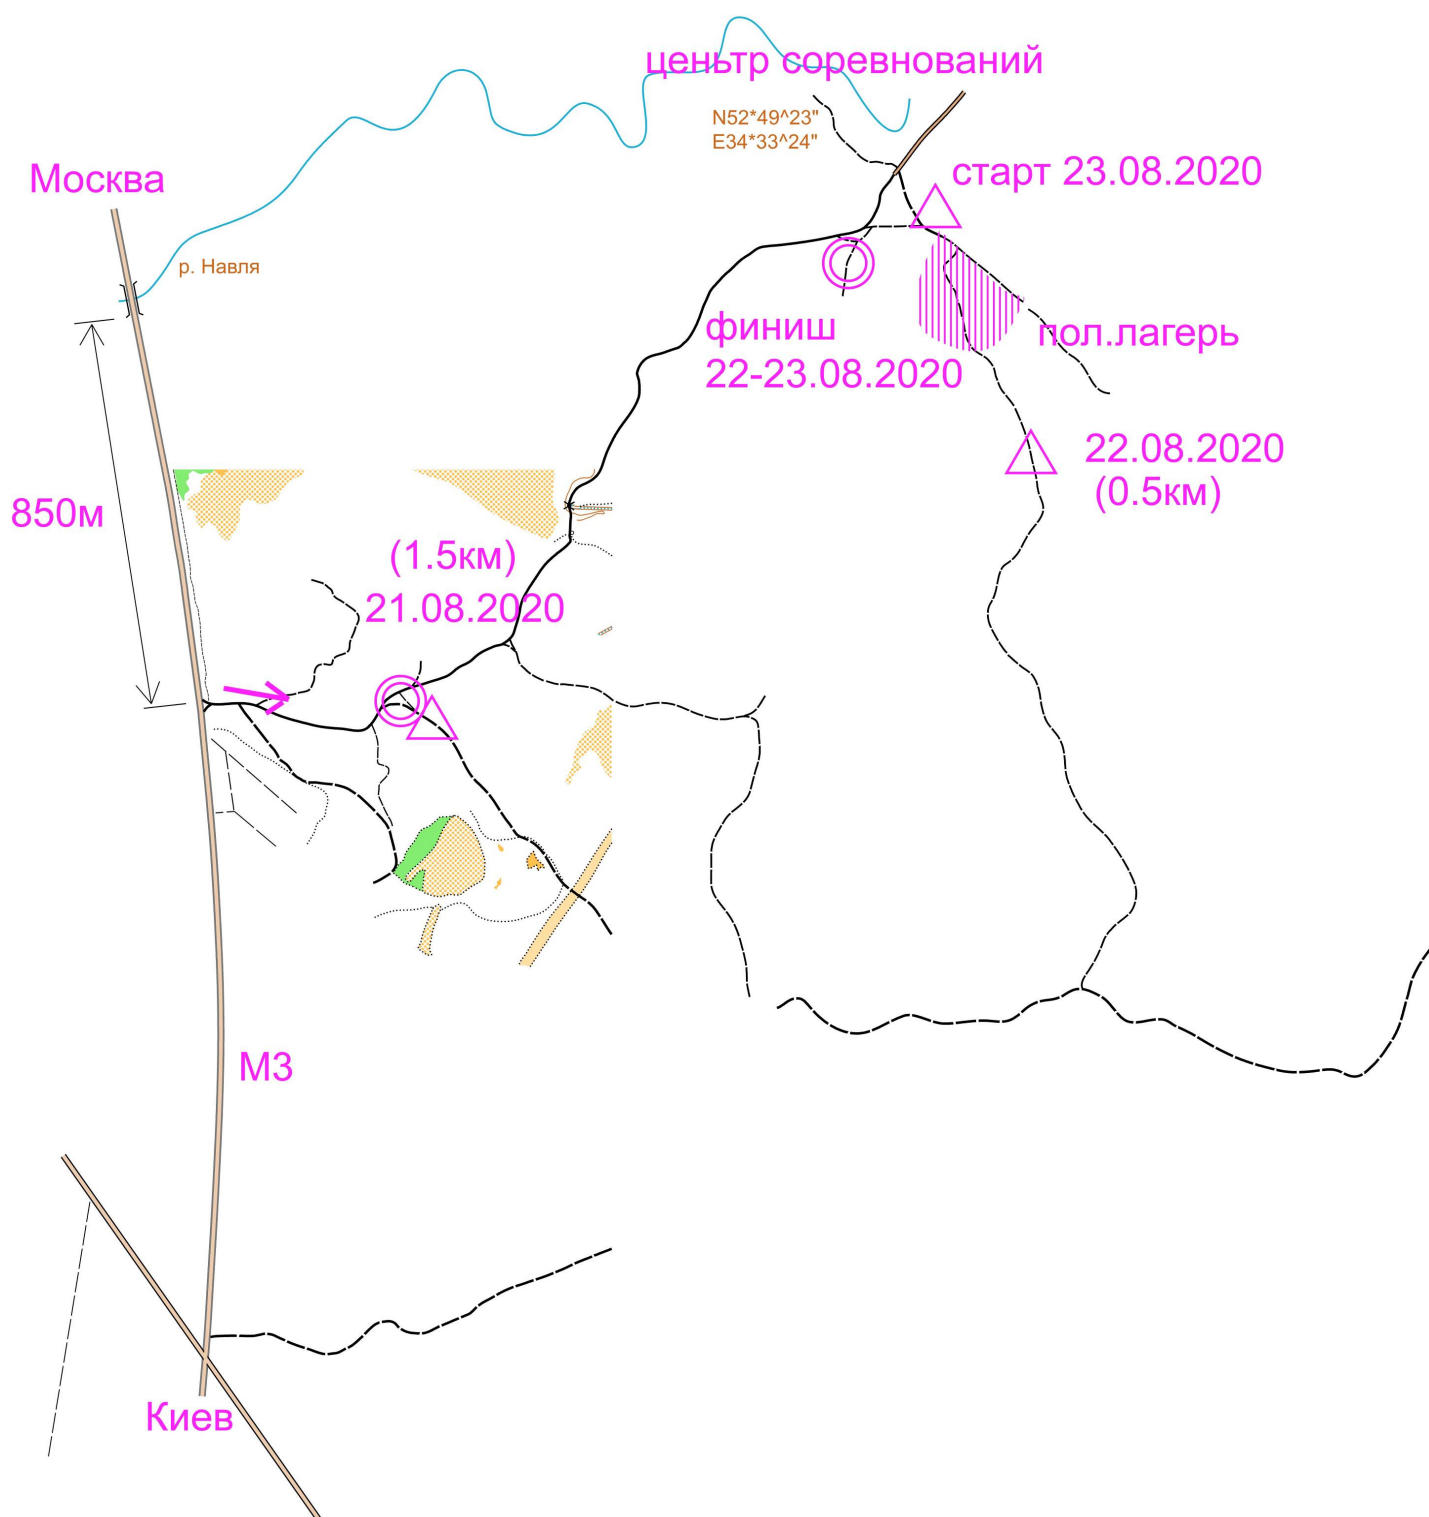 ценьтр соревнований
N52*49^23"
E34*33^24"
старт 23.08.2020
Москва
р. Навля
финиш
22-23.08.2020
пол.лагерь
22.08.2020
(0.5км)
850м
(1.5км)
21.08.2020
М3
Киев